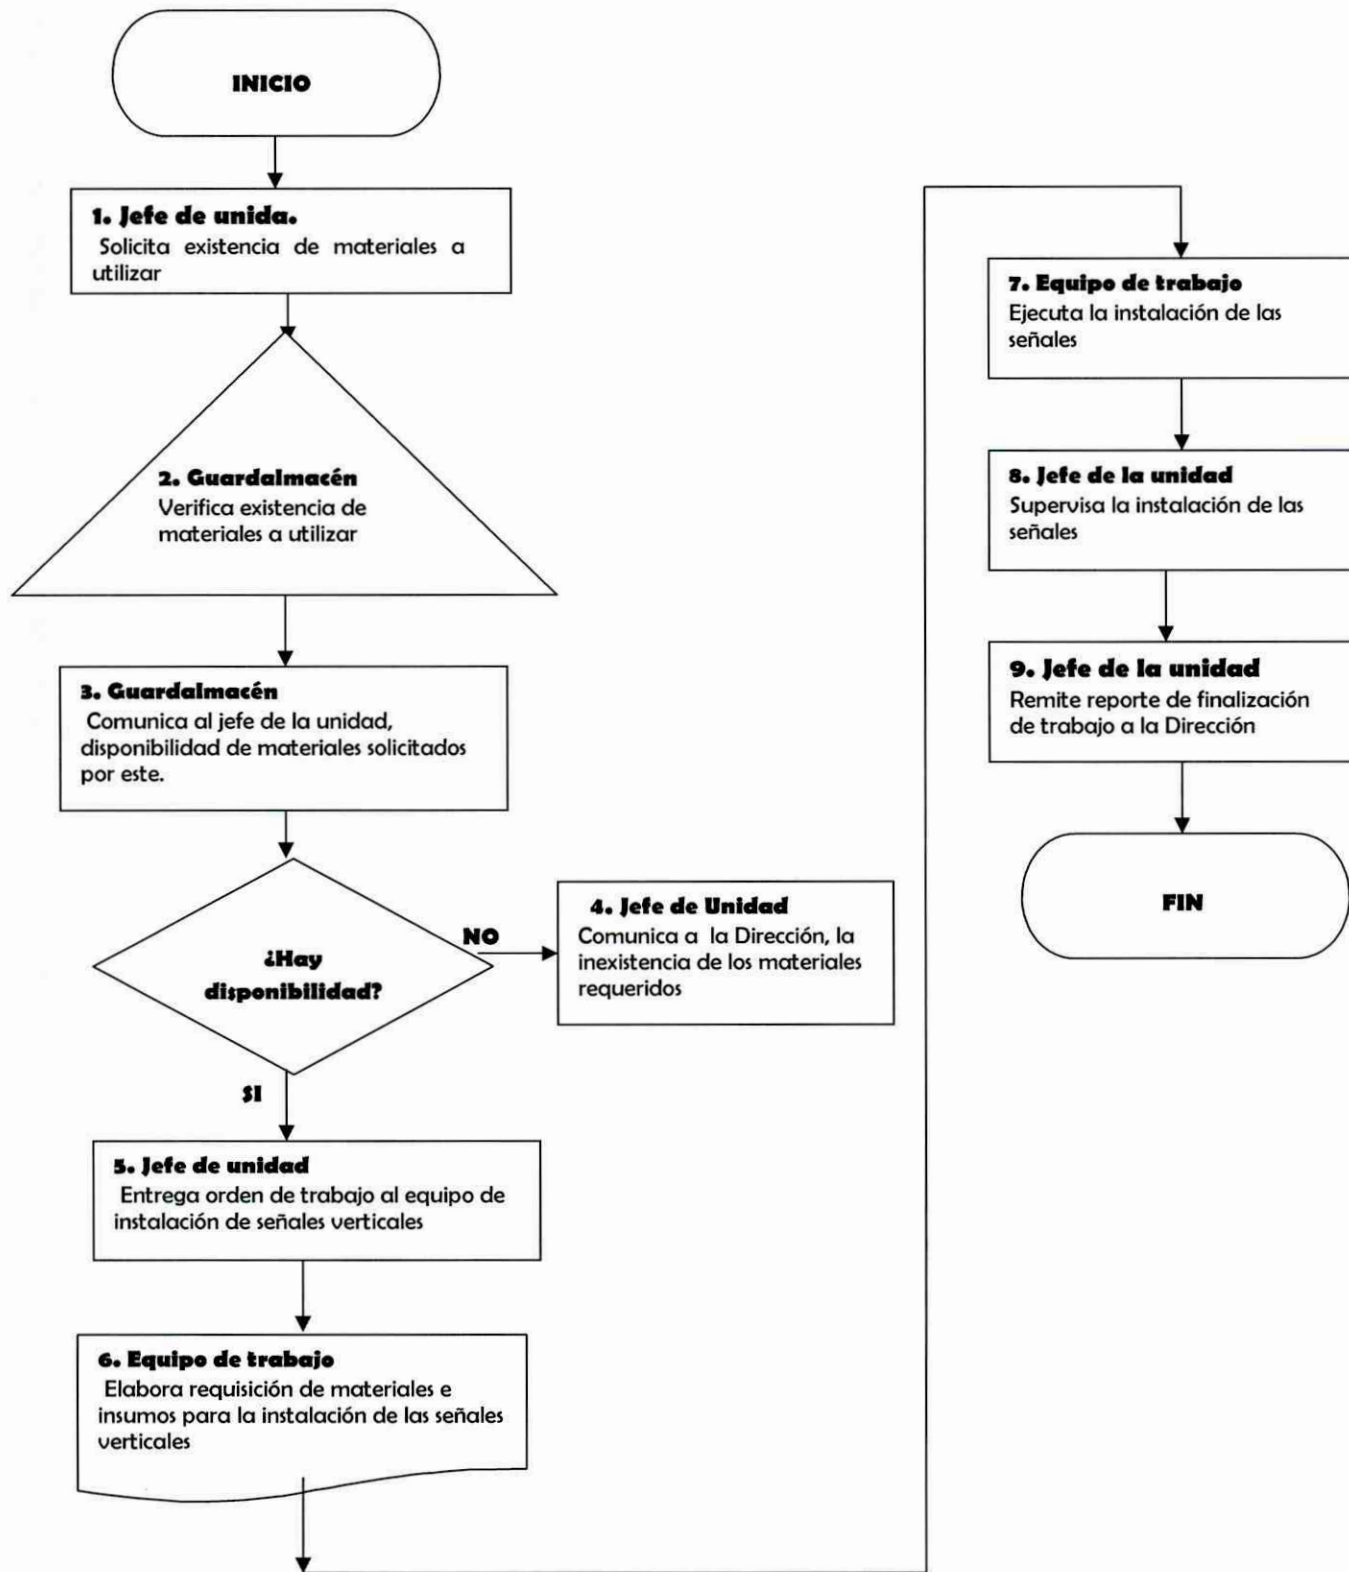 INICIO
1. Jefe de unida.
Solicita existencia de materiales a
utilizar
2. Guardalmacén
Verifica existencia de
materiales a utilizar
3. Guardalmacén
Comunica al jefe de la unidad,
disponibilidad de materiales solicitados
por este.
¿Hay
disponibilidad?
NO
4. Jefe de Unidad
Comunica a la Dirección, la
inexistencia de los materiales
requeridos
SI
5. Jefe de unidad
Entrega orden de trabajo al equipo de
instalación de señales verticales
6. Equipo de trabajo
Elabora requisición de materiales e
insumos para la instalación de las señales
verticales
7. Equipo de trabajo
Ejecuta la instalación de las
señales
8. Jefe de la unidad
Supervisa la instalación de las
señales
9. Jefe de la unidad
Remite reporte de finalización
de trabajo a la Dirección
FIN